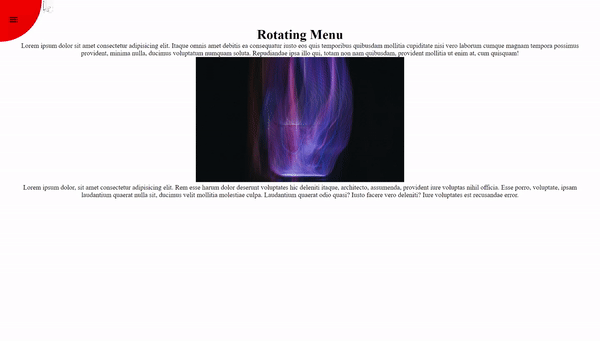 Rotating Menu
Lorem ipsum dolor sit amet consectetur adipisicing elit. Itaque omnis amet debitis ea consequatur iusto eos quis temporibus quibusdam mollitia cupiditate nisi vero laborum cumque magnam tempora possimus
provident, minima nulla, ducimus voluptatum numquam soluta. Repudiandae ipsa illo qui, totam non nam quibusdam, provident mollitia ut enim at, cum quisquam!
Lorem ipsum dolor, sit amet consectetur adipisicing elit. Rem esse harum dolor deserunt voluptates hic deleniti itaque, architecto, assumenda, provident iure voluptas nihil officia. Esse porro, voluptate, ipsam
laudantium quaerat nulla sit, ducimus velit mollitia molestiae culpa. Laudantium quaerat odio quasi? Iusto facere vero deleniti? Iure voluptates est recusandae error.